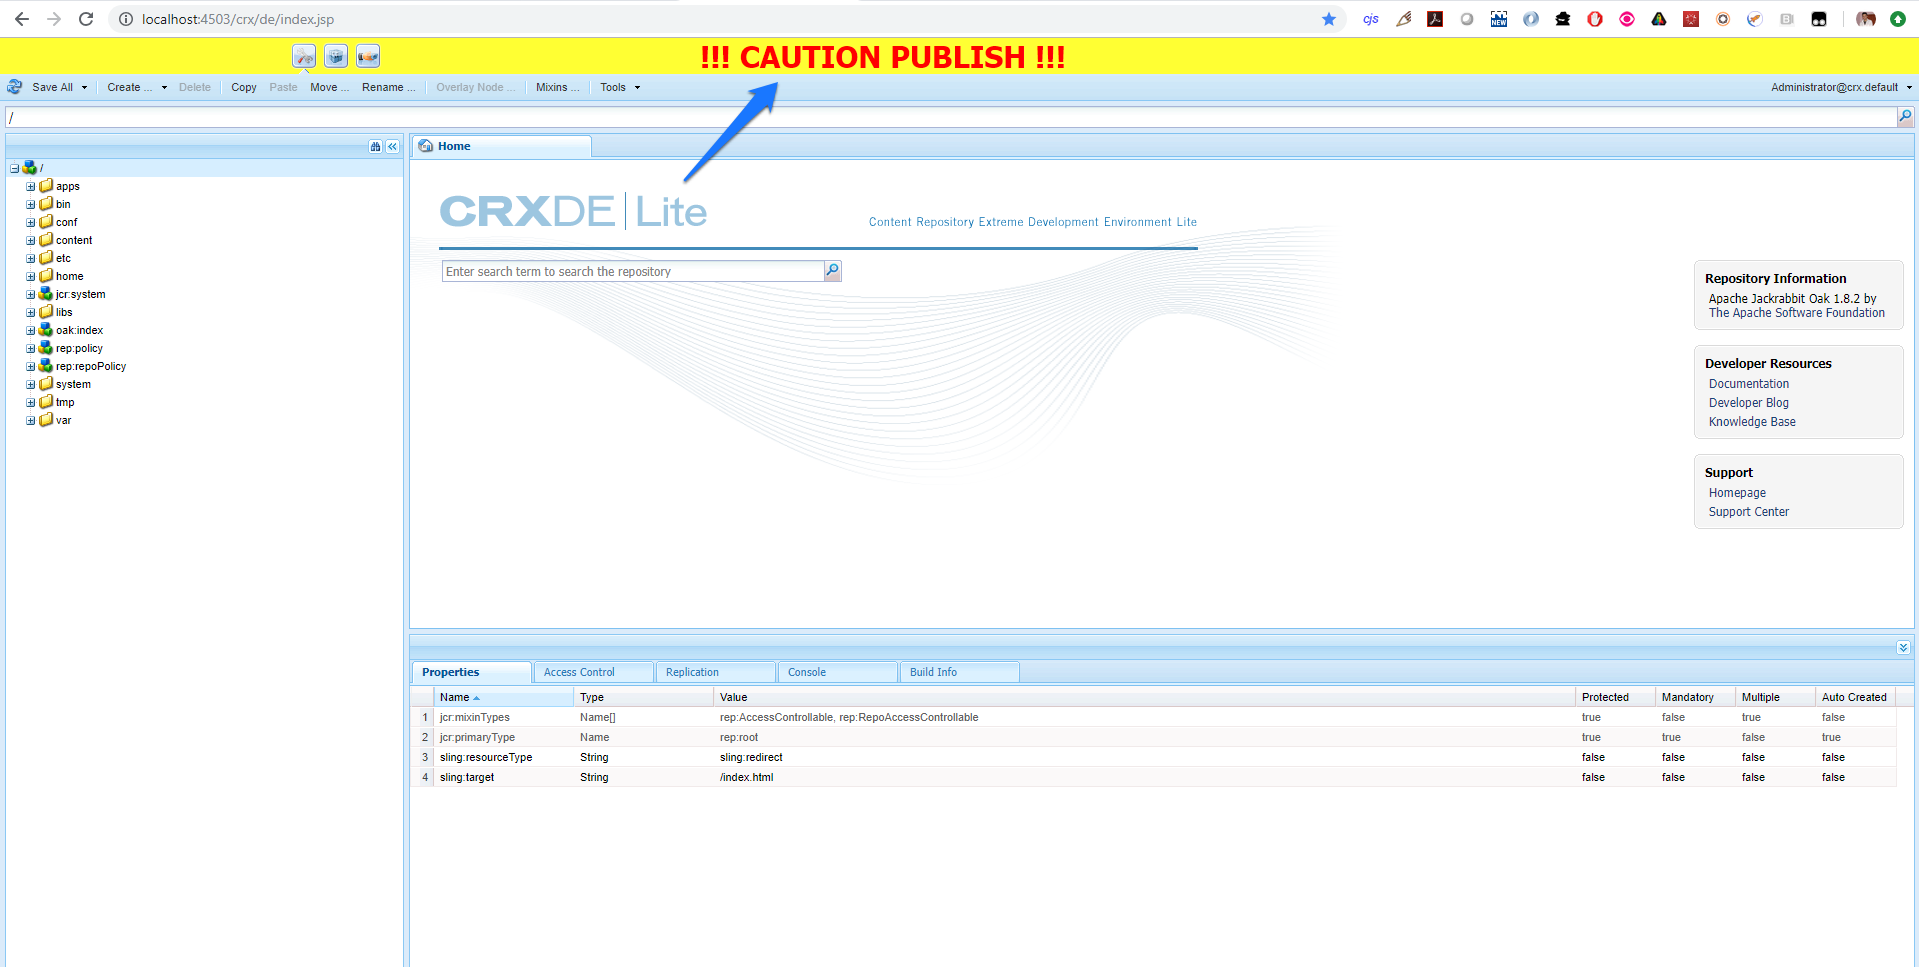 localhost:4503/crx/de/index.jsp
cjs
NEW
!!! CAUTION PUBLISH !!!
Save All Create ... Delete Copy Paste Move ... Rename ... Overlay Node ... Mixins ... Tools Administrator@crx.default
/
Home
/
apps
bin
conf
content
etc
home
jcr:system
libs
oak:index
rep:policy
rep:repoPolicy
system
tmp
var
CRXDE Lite
Content Repository Extreme Development Environment Lite
Enter search term to search the repository
Repository Information
Apache Jackrabbit Oak 1.8.2 by
The Apache Software Foundation
Developer Resources
Documentation
Developer Blog
Knowledge Base
Support
Homepage
Support Center
Properties Access Control Replication Console Build Info
Name Type Value Protected Mandatory Multiple Auto Created
1 jcr:mixinTypes Name[] rep:AccessControllable, rep:RepoAccessControllable true false true false
2 jcr:primaryType Name rep:root true true false true
3 sling:resourceType String sling:redirect false false false false
4 sling:target String /index.html false false false false